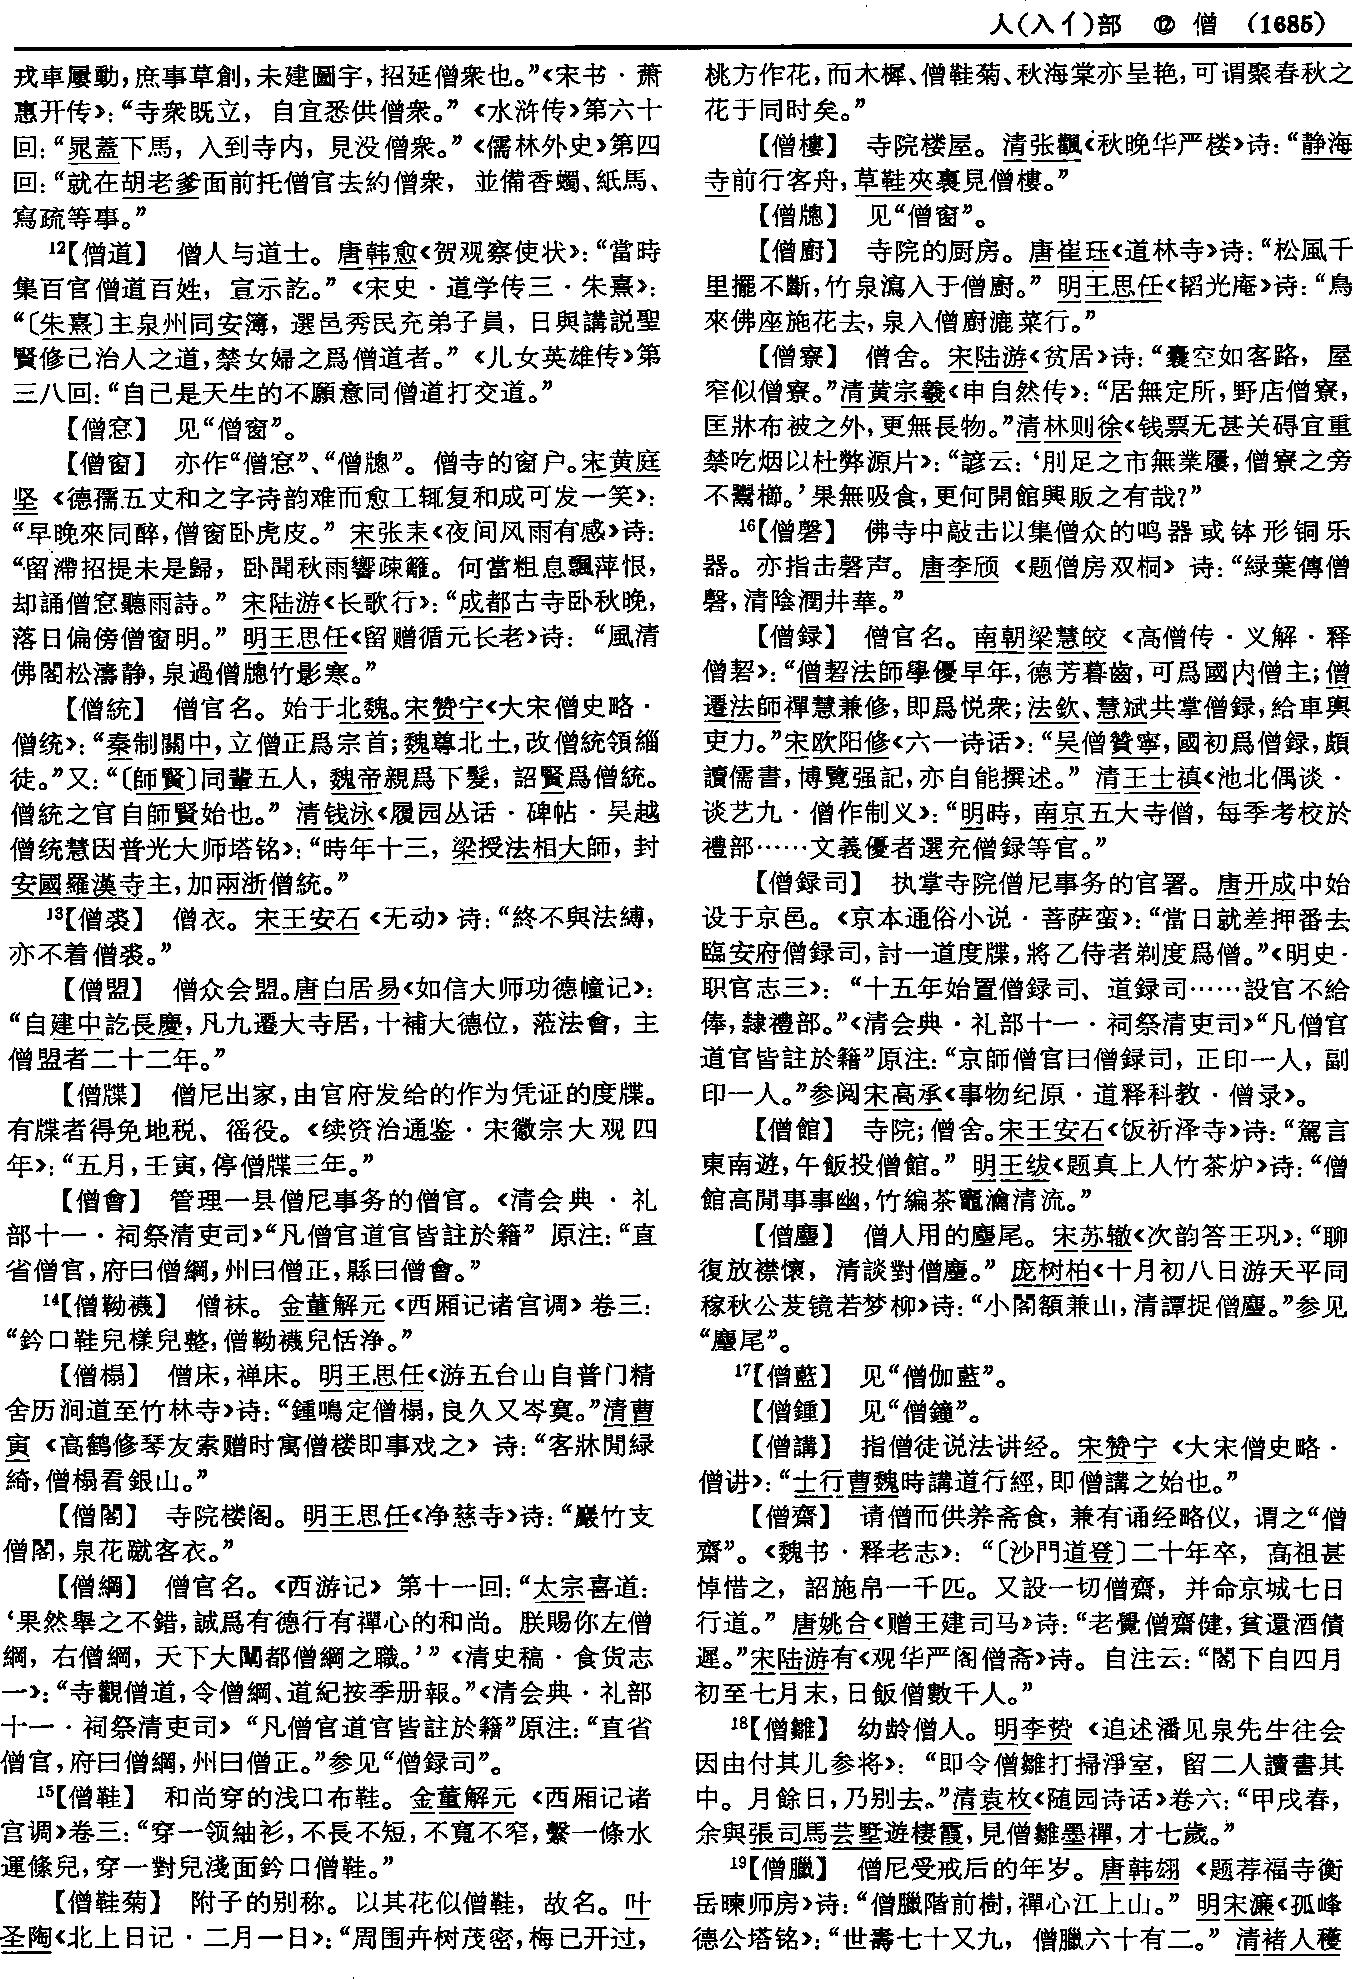 人(入亻)部 ⑫ 僧 (1685)
戎車屢動，庶事草創，未建圖宇，招延僧衆也。”《宋书·萧
惠开传》：“寺衆既立，自宜悉供僧衆。”《水浒传》第六十
回：“晁蓋下馬，入到寺内，見没僧衆。”《儒林外史》第四
回：“就在胡老爹面前托僧官去約僧衆，並備香蠋、紙馬、
寫疏等事。”
12【僧道】 僧人与道士。唐韩愈《贺观察使状》：“當時
集百官僧道百姓，宣示訖。”《宋史·道学传三·朱熹》：
“〔朱熹〕主泉州同安簿，選邑秀民充弟子員，日與講説聖
賢修己治人之道，禁女婦之爲僧道者。”《儿女英雄传》第
三八回：“自己是天生的不願意同僧道打交道。”
【僧窓】 见“僧窗”。
【僧窗】 亦作“僧窓”、“僧牕”。僧寺的窗户。宋黄庭
坚《德孺五丈和之字诗韵难而愈工辄复和成可发一笑》：
“早晚來同醉，僧窗卧虎皮。” 宋张耒《夜间风雨有感》诗：
“留滯招提未是歸，卧聞秋雨響疎籬。何當粗息飄萍恨，
却誦僧窓聽雨詩。” 宋陆游《长歌行》：“成都古寺卧秋晚，
落日偏傍僧窗明。” 明王思任《留赠循元长老》诗：“風清
佛閣松濤静，泉過僧牕竹影寒。”
【僧統】 僧官名。始于北魏。宋赞宁《大宋僧史略·
僧统》：“秦制關中，立僧正爲宗首；魏尊北土，改僧統領緇
徒。”又：“〔師賢〕同輩五人，魏帝親爲下髮，詔賢爲僧統。
僧統之官自師賢始也。” 清钱泳《履园丛话·碑帖·吴越
僧统慧因普光大师塔铭》：“時年十三，梁授法相大師，封
安國羅漢寺主，加兩浙僧統。”
13【僧裘】 僧衣。宋王安石《无动》诗：“終不與法縛，
亦不着僧裘。”
【僧盟】 僧众会盟。唐白居易《如信大师功德幢记》：
“自建中訖長慶，凡九遷大寺居，十補大德位，蒞法會，主
僧盟者二十二年。”
【僧牒】 僧尼出家，由官府发给的作为凭证的度牒。
有牒者得免地税、徭役。《续资治通鉴·宋徽宗大观四
年》：“五月，壬寅，停僧牒三年。”
【僧會】 管理一县僧尼事务的僧官。《清会典·礼
部十一·祠祭清吏司》“凡僧官道官皆註於籍” 原注：“直
省僧官，府曰僧綱，州曰僧正，縣曰僧會。”
14【僧靿襪】 僧袜。金董解元《西厢记诸宫调》卷三：
“鈐口鞋兒樣兒整，僧靿襪兒恬浄。”
【僧榻】 僧床，禅床。明王思任《游五台山自普门精
舍历涧道至竹林寺》诗：“鍾鳴定僧榻，良久又岑寞。”清曹
寅《高鹤修琴友索赠时寓僧楼即事戏之》诗：“客牀閒緑
綺，僧榻看銀山。”
【僧閣】 寺院楼阁。明王思任《净慈寺》诗：“巖竹支
僧閣，泉花蹴客衣。”
【僧綱】 僧官名。《西游记》第十一回：“太宗喜道：
‘果然舉之不錯，誠爲有德行有禪心的和尚。朕賜你左僧
綱，右僧綱，天下大闡都僧綱之職。’”《清史稿·食货志
一》：“寺觀僧道，令僧綱、道紀按季册報。”《清会典·礼部
十一·祠祭清吏司》“凡僧官道官皆註於籍”原注：“直省
僧官，府曰僧綱，州曰僧正。”参见“僧録司”。
15【僧鞋】 和尚穿的浅口布鞋。金董解元《西厢记诸
宫调》卷三：“穿一领紬衫，不長不短，不寬不窄，繫一條水
運絛兒，穿一對兒淺面鈐口僧鞋。”
【僧鞋菊】 附子的别称。以其花似僧鞋，故名。叶
圣陶《北上日记·二月一日》：“周围卉树茂密，梅已开过，
桃方作花，而木樨、僧鞋菊、秋海棠亦呈艳，可谓聚春秋之
花于同时矣。”
【僧樓】 寺院楼屋。清张飌《秋晚华严楼》诗：“静海
寺前行客舟，草鞋夾裏見僧樓。”
【僧牕】 见“僧窗”。
【僧廚】 寺院的厨房。唐崔珏《道林寺》诗：“松風千
里擺不斷，竹泉瀉入于僧廚。” 明王思任《韬光庵》诗：“鳥
來佛座施花去，泉入僧廚漉菜行。”
【僧寮】 僧舍。宋陆游《贫居》诗：“囊空如客路，屋
窄似僧寮。”清黄宗羲《申自然传》：“居無定所，野店僧寮，
匡牀布被之外，更無長物。”清林则徐《钱票无甚关碍宜重
禁吃烟以杜弊源片》：“諺云：‘刖足之市無業屨，僧寮之旁
不鬻櫛。’果無吸食，更何開館興販之有哉？”
16【僧磬】 佛寺中敲击以集僧众的鸣器或钵形铜乐
器。亦指击磬声。唐李颀《题僧房双桐》诗：“緑葉傳僧
磬，清陰潤井華。”
【僧録】 僧官名。南朝梁慧皎《高僧传·义解·释
僧䂮》：“僧䂮法師學優早年，德芳暮齒，可爲國内僧主；僧
遷法師禪慧兼修，即爲悦衆；法欽、慧斌共掌僧録，給車輿
吏力。”宋欧阳修《六一诗话》：“吴僧贊寧，國初爲僧録，頗
讀儒書，博覽强記，亦自能撰述。” 清王士禛《池北偶谈·
谈艺九·僧作制义》：“明時，南京五大寺僧，每季考校於
禮部……文義優者選充僧録等官。”
【僧録司】 执掌寺院僧尼事务的官署。唐开成中始
设于京邑。《京本通俗小说·菩萨蛮》：“當日就差押番去
臨安府僧録司，討一道度牒，將乙侍者剃度爲僧。”《明史·
职官志三》：“十五年始置僧録司、道録司……設官不給
俸，隸禮部。”《清会典·礼部十一·祠祭清吏司》“凡僧官
道官皆註於籍”原注：“京師僧官曰僧録司，正印一人，副
印一人。”参阅宋高承《事物纪原·道释科教·僧录》。
【僧館】 寺院；僧舍。宋王安石《饭祈泽寺》诗：“駕言
東南遊，午飯投僧館。” 明王绂《题真上人竹茶炉》诗：“僧
館高閒事事幽，竹編茶竈瀹清流。”
【僧麈】 僧人用的麈尾。宋苏辙《次韵答王巩》：“聊
復放襟懷，清談對僧麈。” 庞树柏《十月初八日游天平同
稼秋公芰镜若梦柳》诗：“小閣額兼山，清譚捉僧麈。”参见
“麈尾”。
17【僧藍】 见“僧伽藍”。
【僧鍾】 见“僧鐘”。
【僧講】 指僧徒说法讲经。宋赞宁《大宋僧史略·
僧讲》：“士行曹魏時講道行經，即僧講之始也。”
【僧齋】 请僧而供养斋食，兼有诵经略仪，谓之“僧
齋”。《魏书·释老志》：“〔沙門道登〕二十年卒，高祖甚
悼惜之，詔施帛一千匹。又設一切僧齋，并命京城七日
行道。” 唐姚合《赠王建司马》诗：“老覺僧齋健，貧還酒債
遲。”宋陆游有《观华严阁僧斋》诗。自注云：“閣下自四月
初至七月末，日飯僧數千人。”
18【僧雛】 幼龄僧人。明李贽《追述潘见泉先生往会
因由付其儿参将》：“即令僧雛打掃淨室，留二人讀書其
中。月餘日，乃别去。”清袁枚《随园诗话》卷六：“甲戌春，
余與張司馬芸墅遊棲霞，見僧雛墨禪，才七歲。”
19【僧臘】 僧尼受戒后的年岁。唐韩翃《题荐福寺衡
岳暕师房》诗：“僧臘階前樹，禪心江上山。” 明宋濂《孤峰
德公塔铭》：“世壽七十又九，僧臘六十有二。” 清褚人穫